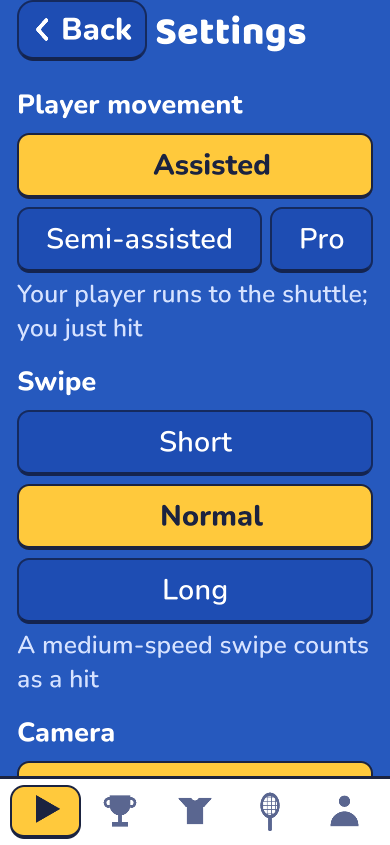 Back Settings
Player movement
Assisted
Semi-assisted Pro
Your player runs to the shuttle;
you just hit
Swipe
Short
Normal
Long
A medium-speed swipe counts
as a hit
Camera